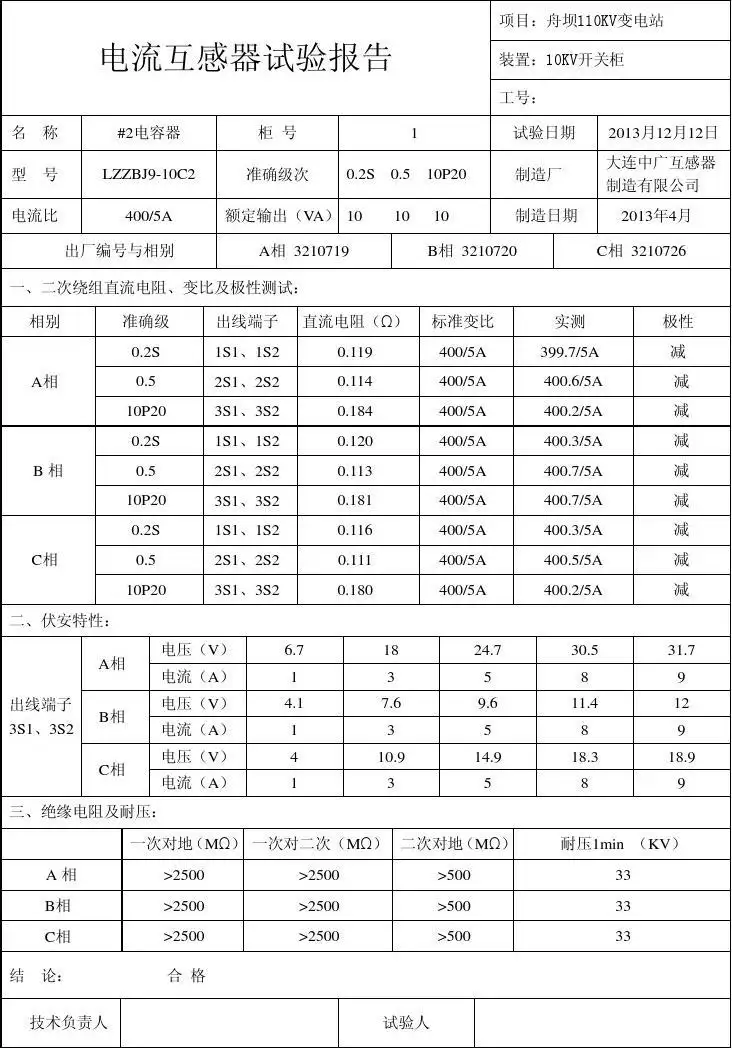 电流互感器试验报告
项目：舟坝110KV变电站
装置：10KV开关柜
工号：
名 称 #2电容器 柜 号 1 试验日期 2013月12月12日
型 号 LZZBJ9-10C2 准确级次 0.2S 0.5 10P20 制造厂 大连中广互感器
制造有限公司
电流比 400/5A 额定输出（VA） 10 10 10 制造日期 2013年4月
出厂编号与相别 A相 3210719 B相 3210720 C相 3210726
一、二次绕组直流电阻、变比及极性测试：
相别 准确级 出线端子 直流电阻（Ω） 标准变比 实测 极性
A相 0.2S 1S1、1S2 0.119 400/5A 399.7/5A 减
0.5 2S1、2S2 0.114 400/5A 400.6/5A 减
10P20 3S1、3S2 0.184 400/5A 400.2/5A 减
B 相 0.2S 1S1、1S2 0.120 400/5A 400.3/5A 减
0.5 2S1、2S2 0.113 400/5A 400.7/5A 减
10P20 3S1、3S2 0.181 400/5A 400.7/5A 减
C相 0.2S 1S1、1S2 0.116 400/5A 400.3/5A 减
0.5 2S1、2S2 0.111 400/5A 400.5/5A 减
10P20 3S1、3S2 0.180 400/5A 400.2/5A 减
二、伏安特性：
出线端子
3S1、3S2
A相 电压（V） 6.7 18 24.7 30.5 31.7
电流（A） 1 3 5 8 9
B相 电压（V） 4.1 7.6 9.6 11.4 12
电流（A） 1 3 5 8 9
C相 电压（V） 4 10.9 14.9 18.3 18.9
电流（A） 1 3 5 8 9
三、绝缘电阻及耐压：
一次对地（MΩ） 一次对二次（MΩ） 二次对地（MΩ） 耐压1min （KV）
A 相 >2500 >2500 >500 33
B相 >2500 >2500 >500 33
C相 >2500 >2500 >500 33
结 论： 合 格
技术负责人 试验人